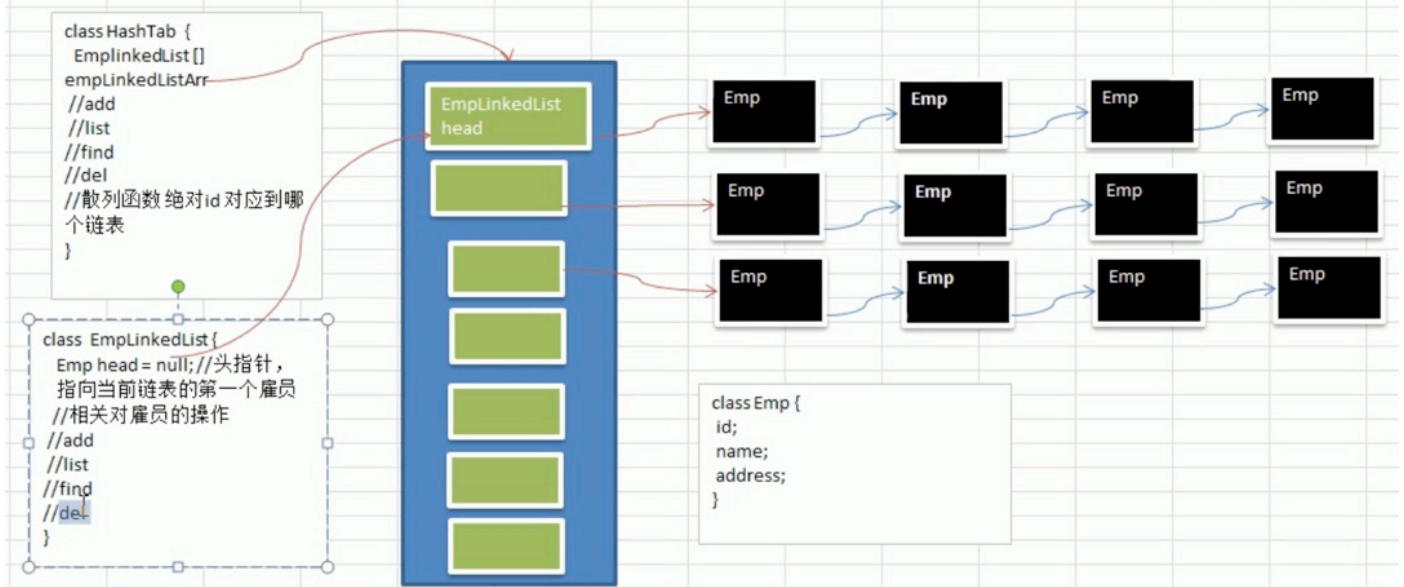 class HashTab {
EmplinkedList []
empLinkedListArr
//add
//list
//find
//del
//散列函数 绝对id 对应到哪
个链表
}
class EmpLinkedList {
Emp head = null; //头指针，
指向当前链表的第一个雇员
//相关对雇员的操作
//add
//list
//find
//del
}
EmpLinkedList
head
Emp
Emp
Emp
Emp
Emp
Emp
Emp
Emp
Emp
Emp
Emp
Emp
class Emp {
id;
name;
address;
}